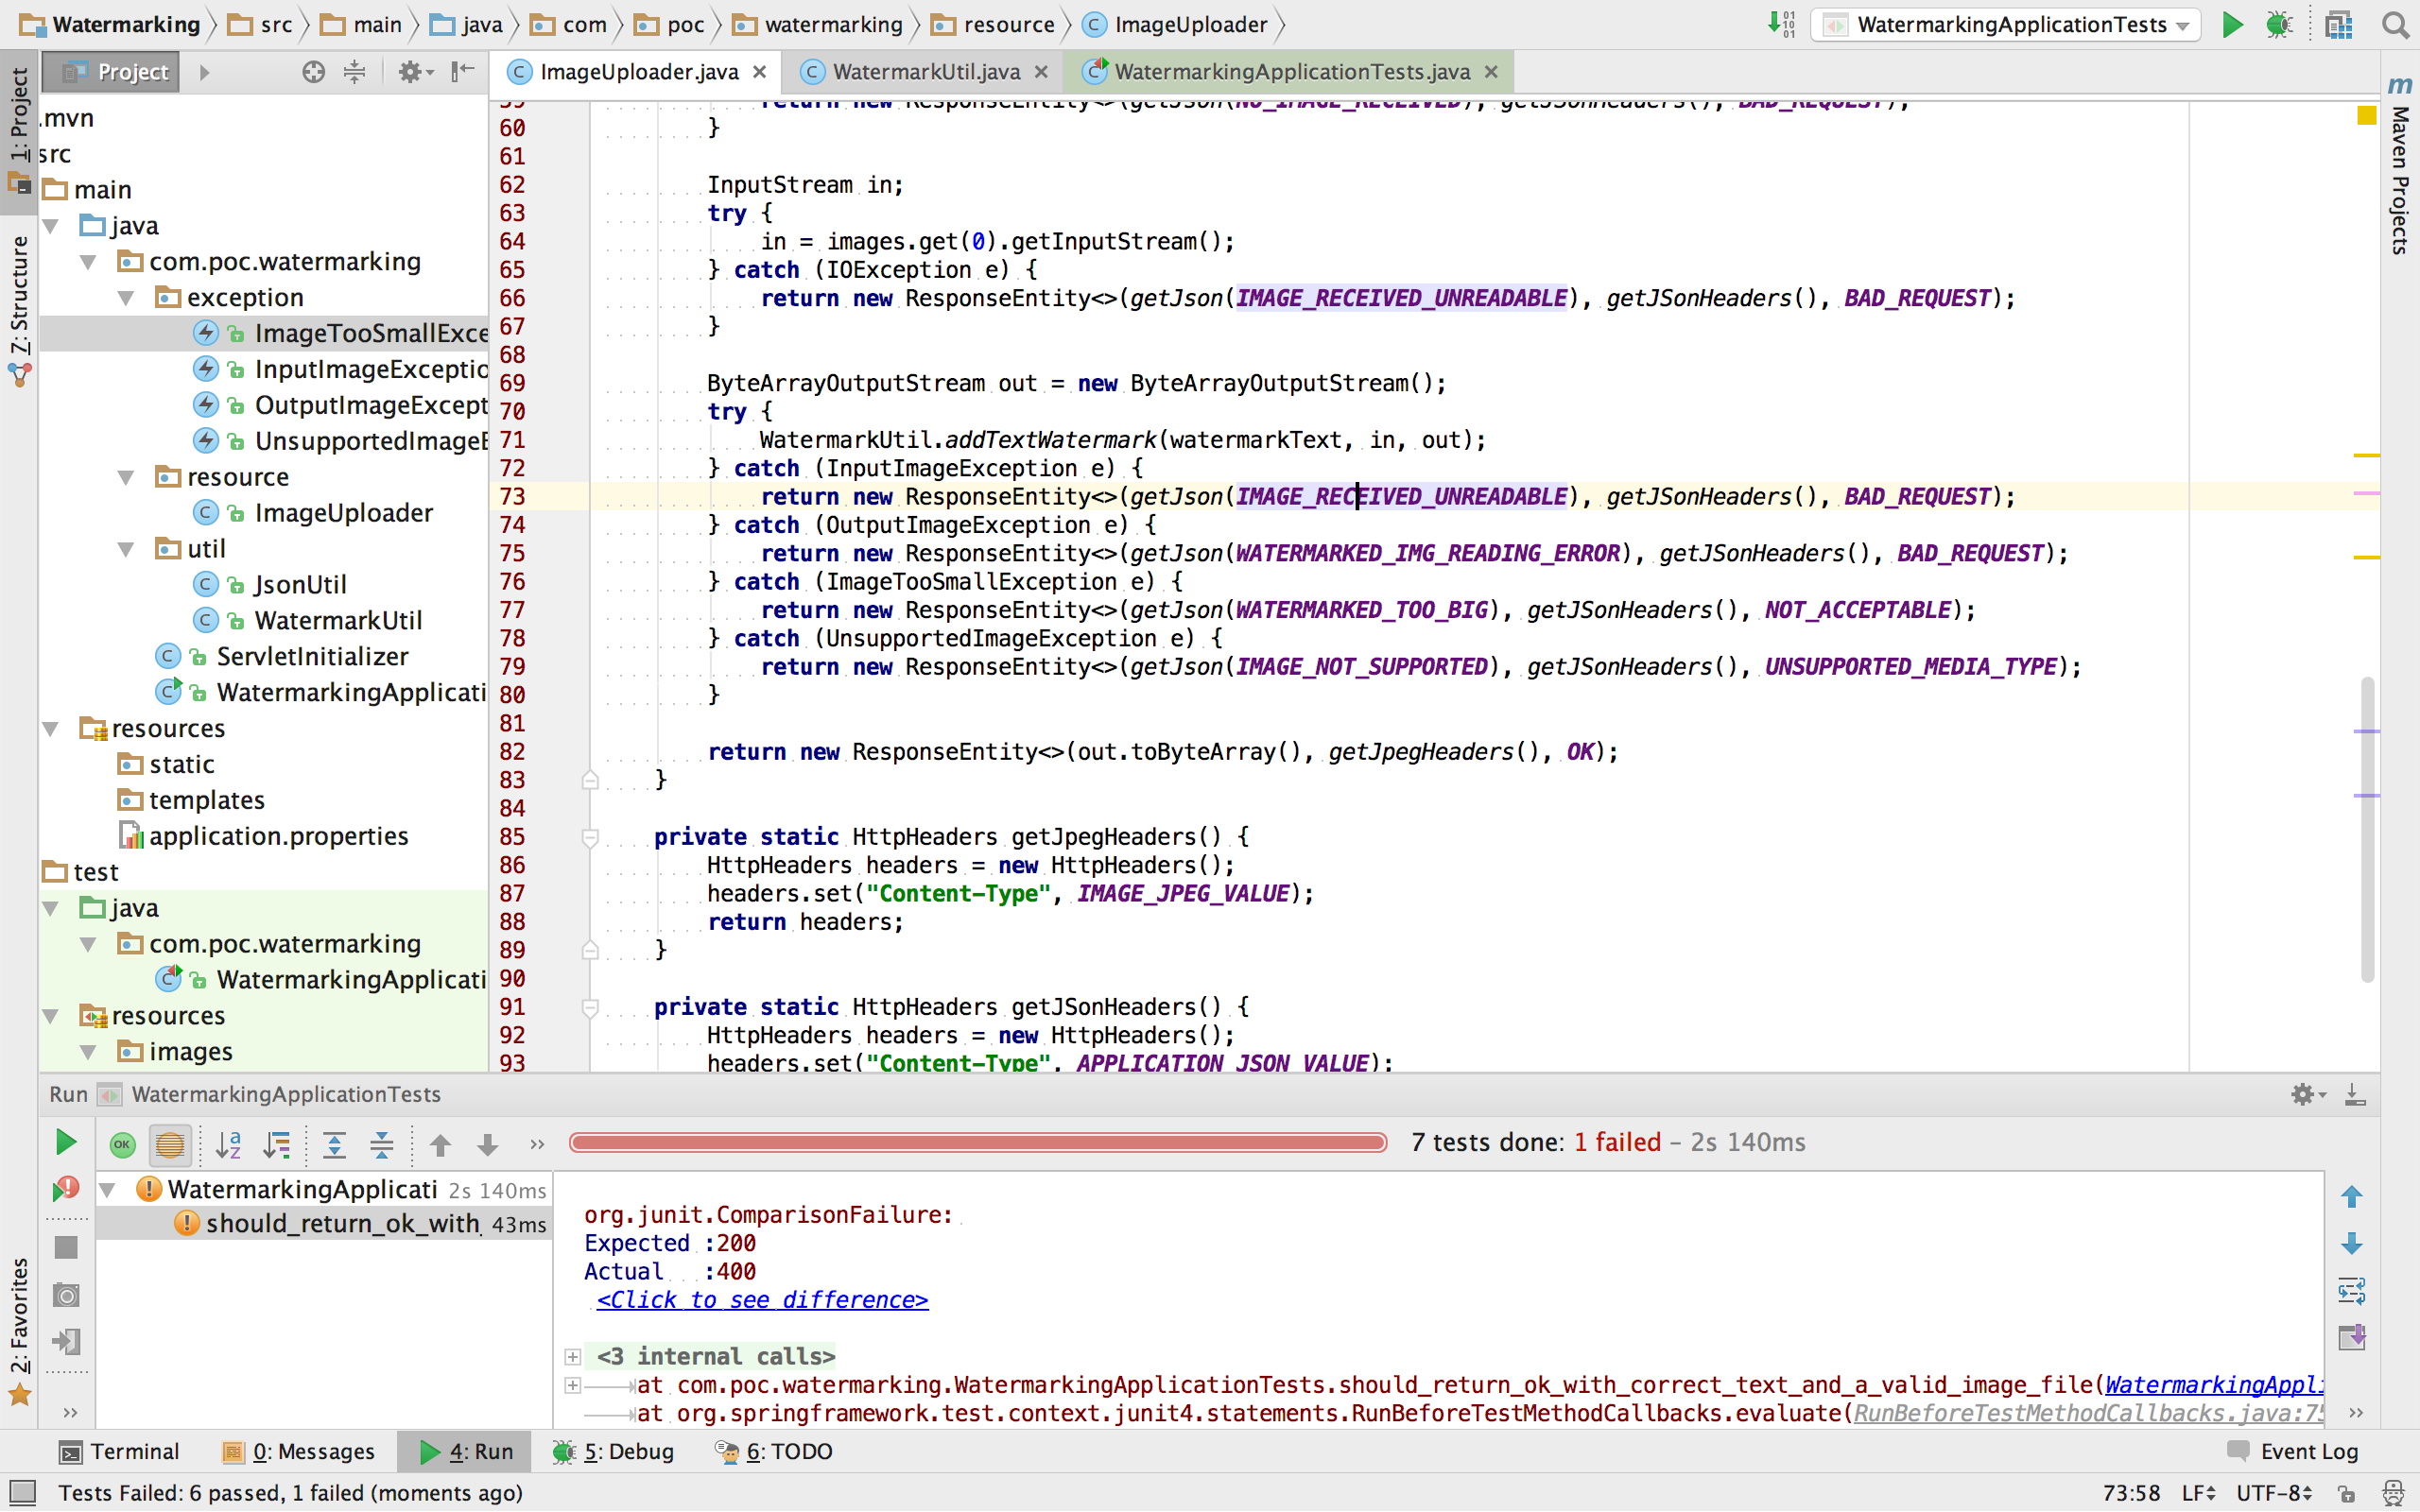 Watermarking src main java com poc watermarking resource ImageUploader WatermarkingApplicationTests
1: Project
Z: Structure
2: Favorites
Maven Projects
Project
ImageUploader.java WatermarkUtil.java WatermarkingApplicationTests.java
.mvn
src
main
java
com.poc.watermarking
exception
ImageTooSmallExce
InputImageExceptio
OutputImageExcept
UnsupportedImageE
resource
ImageUploader
util
JsonUtil
WatermarkUtil
ServletInitializer
WatermarkingApplicati
resources
static
templates
application.properties
test
java
com.poc.watermarking
WatermarkingApplicati
resources
images
59 return new ResponseEntity<>(getJson(NO_IMAGE_RECEIVED), getJSonHeaders(), BAD_REQUEST);
60 }
61
62 InputStream in;
63 try {
64 in = images.get(0).getInputStream();
65 } catch (IOException e) {
66 return new ResponseEntity<>(getJson(IMAGE_RECEIVED_UNREADABLE), getJSonHeaders(), BAD_REQUEST);
67 }
68
69 ByteArrayOutputStream out = new ByteArrayOutputStream();
70 try {
71 WatermarkUtil.addTextWatermark(watermarkText, in, out);
72 } catch (InputImageException e) {
73 return new ResponseEntity<>(getJson(IMAGE_RECEIVED_UNREADABLE), getJSonHeaders(), BAD_REQUEST);
74 } catch (OutputImageException e) {
75 return new ResponseEntity<>(getJson(WATERMARKED_IMG_READING_ERROR), getJSonHeaders(), BAD_REQUEST);
76 } catch (ImageTooSmallException e) {
77 return new ResponseEntity<>(getJson(WATERMARKED_TOO_BIG), getJSonHeaders(), NOT_ACCEPTABLE);
78 } catch (UnsupportedImageException e) {
79 return new ResponseEntity<>(getJson(IMAGE_NOT_SUPPORTED), getJSonHeaders(), UNSUPPORTED_MEDIA_TYPE);
80 }
81
82 return new ResponseEntity<>(out.toByteArray(), getJpegHeaders(), OK);
83 }
84
85 private static HttpHeaders getJpegHeaders() {
86 HttpHeaders headers = new HttpHeaders();
87 headers.set("Content-Type", IMAGE_JPEG_VALUE);
88 return headers;
89 }
90
91 private static HttpHeaders getJSonHeaders() {
92 HttpHeaders headers = new HttpHeaders();
93 headers.set("Content-Type", APPLICATION_JSON_VALUE);
Run WatermarkingApplicationTests
7 tests done: 1 failed – 2s 140ms
WatermarkingApplicati 2s 140ms
should_return_ok_with_ 43ms
org.junit.ComparisonFailure:
Expected :200
Actual :400
<Click to see difference>
<3 internal calls>
at com.poc.watermarking.WatermarkingApplicationTests.should_return_ok_with_correct_text_and_a_valid_image_file(WatermarkingAppli
at org.springframework.test.context.junit4.statements.RunBeforeTestMethodCallbacks.evaluate(RunBeforeTestMethodCallbacks.java:75
Terminal 0: Messages 4: Run 5: Debug 6: TODO Event Log
Tests Failed: 6 passed, 1 failed (moments ago) 73:58 LF UTF-8